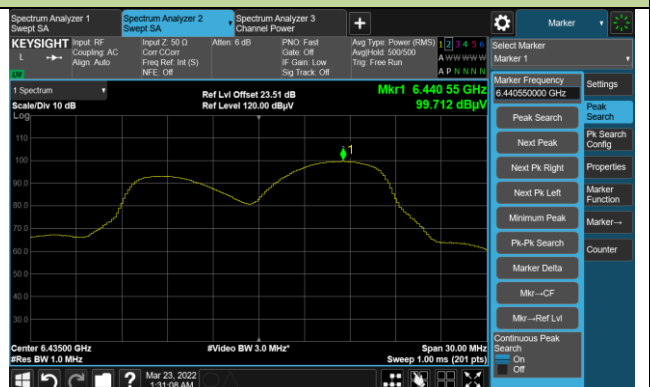 Spectrum Analyzer 1
Swept SA
Spectrum Analyzer 2
Swept SA
Spectrum Analyzer 3
Channel Power
Marker
KEYSIGHT
L
Input: RF
Coupling: AC
Align: Auto
Input Z: 50 Ω
Corr CCorr
Freq Ref: Int (S)
NFE: Off
Atten: 6 dB
PNO: Fast
Gate: Off
IF Gain: Low
Sig Track: Off
Avg Type: Power (RMS)
Avg|Hold: 500/500
Trig: Free Run
1 2 3 4 5 6
A W W W W W
A P N N N N
Select Marker
Marker 1
1 Spectrum
Scale/Div 10 dB
Log
Ref Lvl Offset 23.51 dB
Ref Level 120.00 dBµV
Mkr1 6.440 55 GHz
99.712 dBµV
110
100
90.0
80.0
70.0
60.0
50.0
40.0
30.0
1
Center 6.43500 GHz
#Res BW 1.0 MHz
#Video BW 3.0 MHz*
Span 30.00 MHz
Sweep 1.00 ms (201 pts)
Marker Frequency
6.440550000 GHz
Peak Search
Next Peak
Next Pk Right
Next Pk Left
Minimum Peak
Pk-Pk Search
Marker Delta
Mkr→CF
Mkr→Ref Lvl
Continuous Peak
Search
On
Off
Settings
Peak
Search
Pk Search
Config
Properties
Marker
Function
Marker→
Counter
Mar 23, 2022
1:31:08 AM